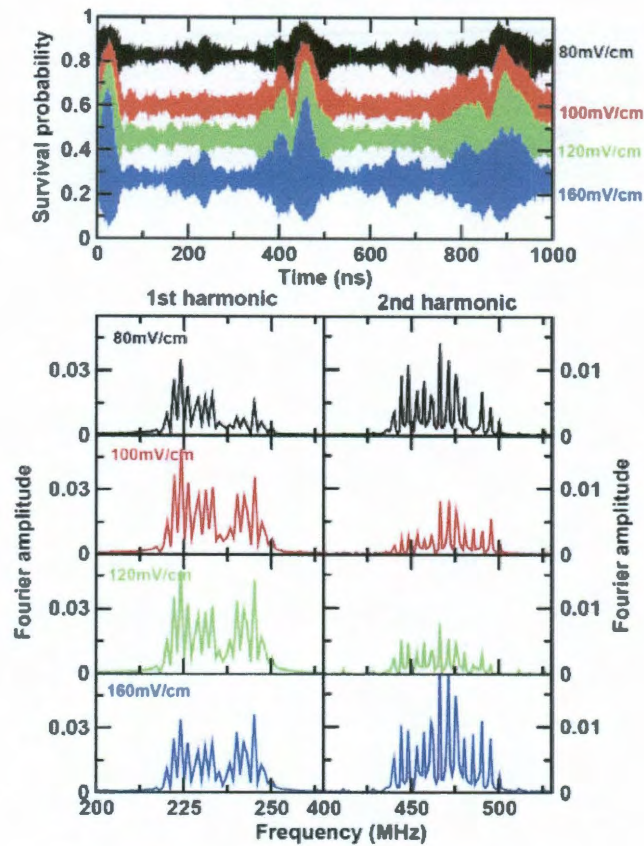 Survival probability
1
0.8
0.6
0.4
0.2
0
80mV/cm
100mV/cm
120mV/cm
160mV/cm
0 200 400 600 800 1000
Time (ns)
1st harmonic 2nd harmonic
80mV/cm
0.03 0.01
0 0
100mV/cm
0.03 0.01
0 0
Fourier amplitude Fourier amplitude
120mV/cm
0.03 0.01
0 0
160mV/cm
0.03 0.01
0 0
200 225 250 400 450 500
Frequency (MHz)